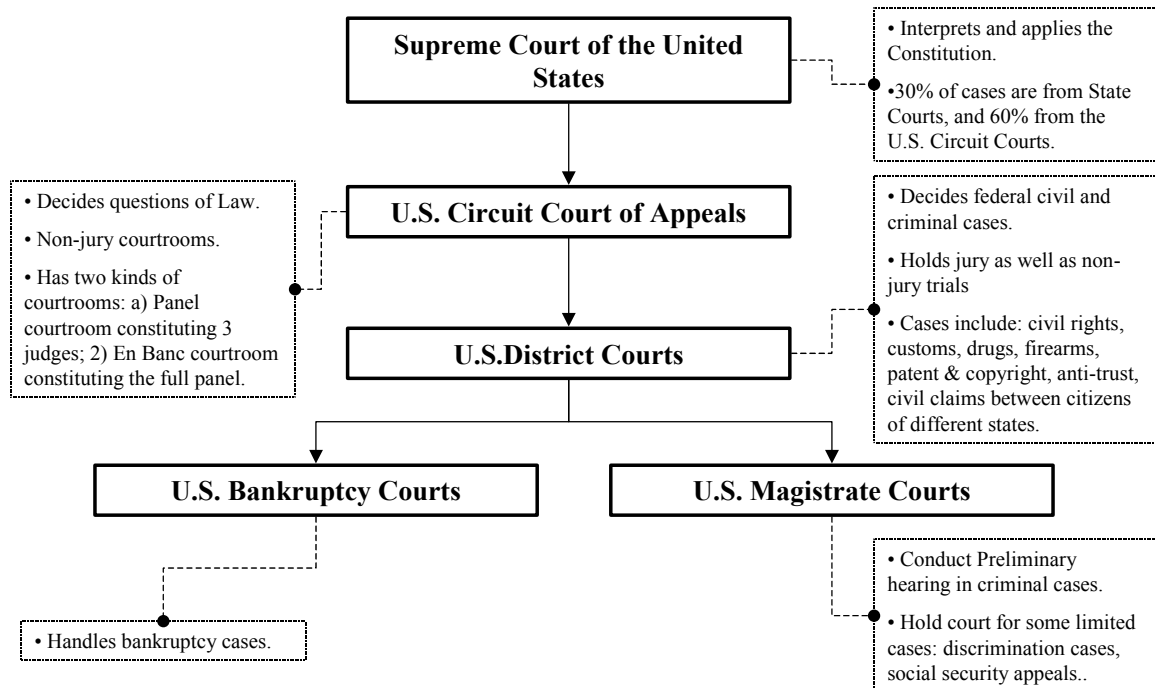 Supreme Court of the United
States
• Interprets and applies the
Constitution.
•30% of cases are from State
Courts, and 60% from the
U.S. Circuit Courts.
U.S. Circuit Court of Appeals
• Decides questions of Law.
• Non-jury courtrooms.
• Has two kinds of
courtrooms: a) Panel
courtroom constituting 3
judges; 2) En Banc courtroom
constituting the full panel.
• Decides federal civil and
criminal cases.
• Holds jury as well as non-
jury trials
• Cases include: civil rights,
customs, drugs, firearms,
patent & copyright, anti-trust,
civil claims between citizens
of different states.
U.S.District Courts
U.S. Bankruptcy Courts
U.S. Magistrate Courts
• Handles bankruptcy cases.
• Conduct Preliminary
hearing in criminal cases.
• Hold court for some limited
cases: discrimination cases,
social security appeals..